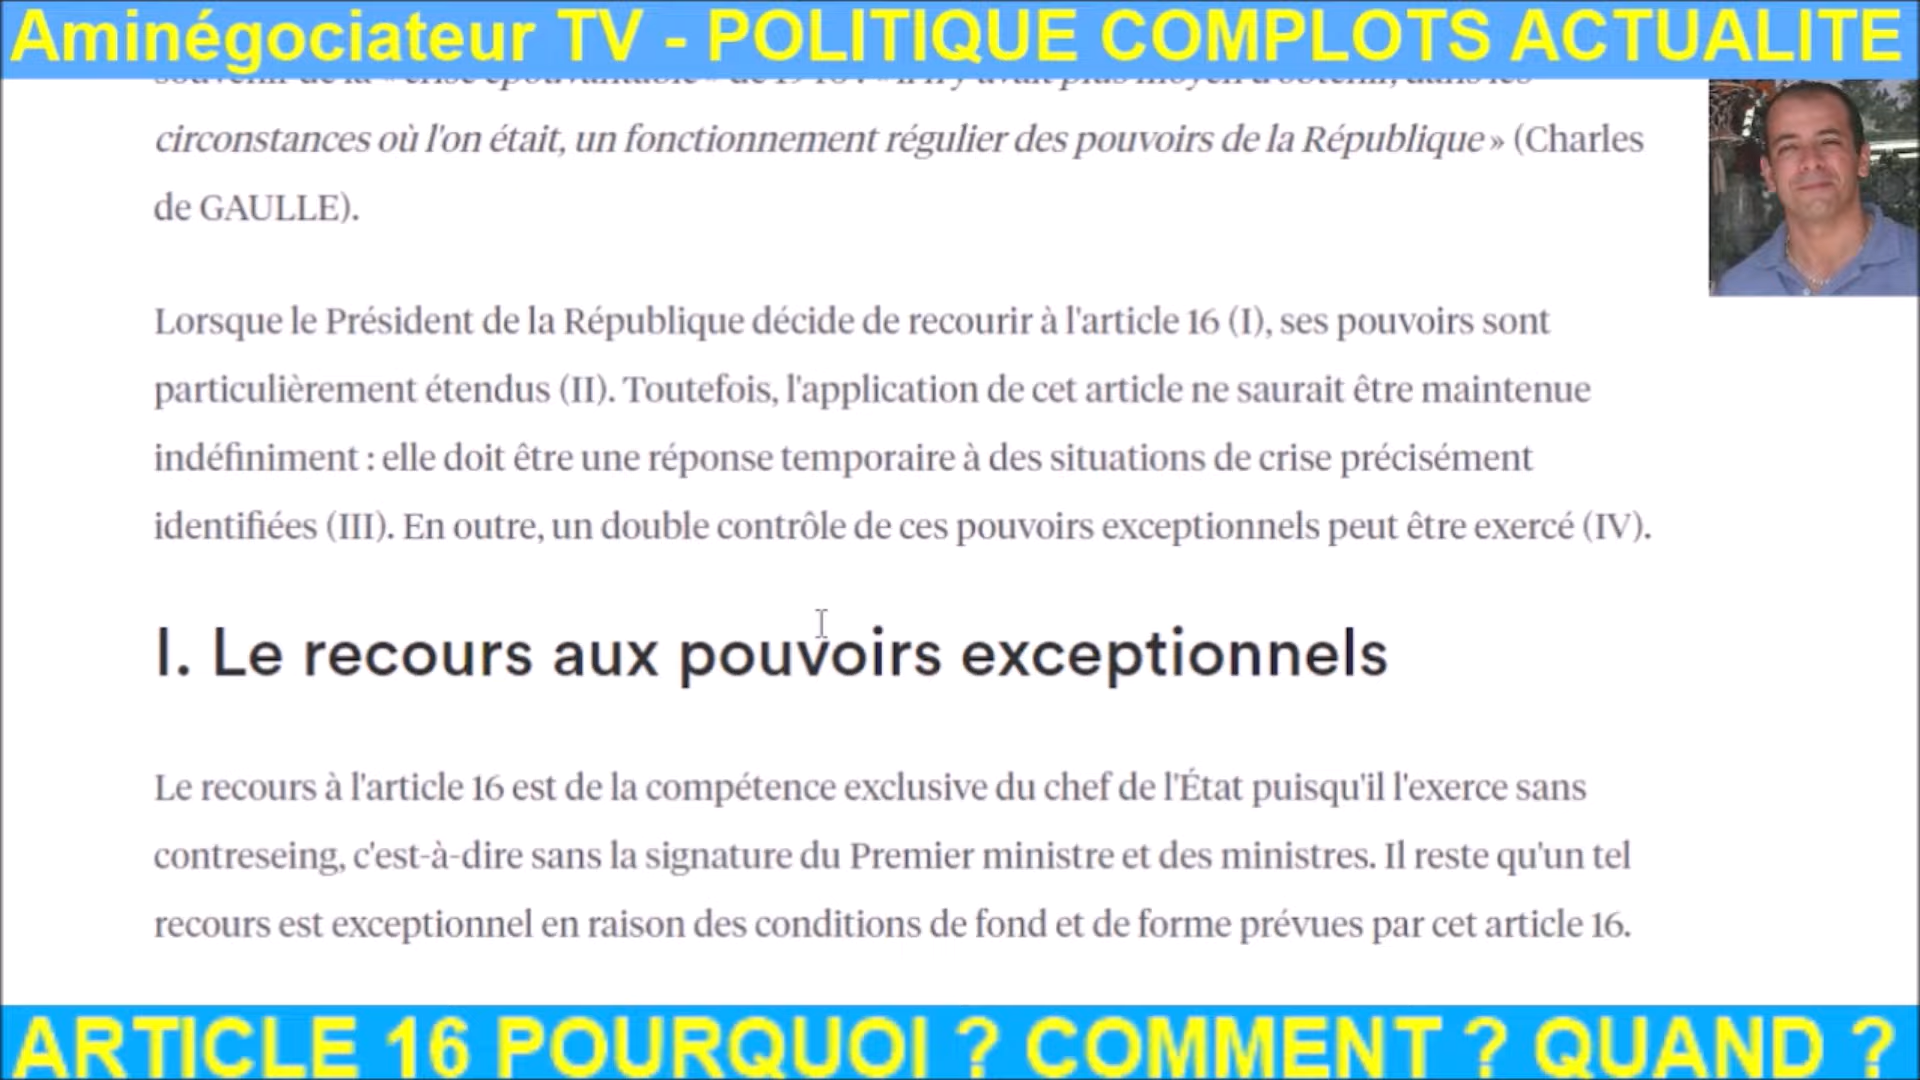 Aminégociateur TV - POLITIQUE COMPLOTS ACTUALITE
circonstances où l'on était, un fonctionnement régulier des pouvoirs de la République » (Charles
de GAULLE).
Lorsque le Président de la République décide de recourir à l'article 16 (I), ses pouvoirs sont
particulièrement étendus (II). Toutefois, l'application de cet article ne saurait être maintenue
indéfiniment : elle doit être une réponse temporaire à des situations de crise précisément
identifiées (III). En outre, un double contrôle de ces pouvoirs exceptionnels peut être exercé (IV).
I. Le recours aux pouvoirs exceptionnels
Le recours à l'article 16 est de la compétence exclusive du chef de l'État puisqu'il l'exerce sans
contreseing, c'est-à-dire sans la signature du Premier ministre et des ministres. Il reste qu'un tel
recours est exceptionnel en raison des conditions de fond et de forme prévues par cet article 16.
ARTICLE 16 POURQUOI ? COMMENT ? QUAND ?